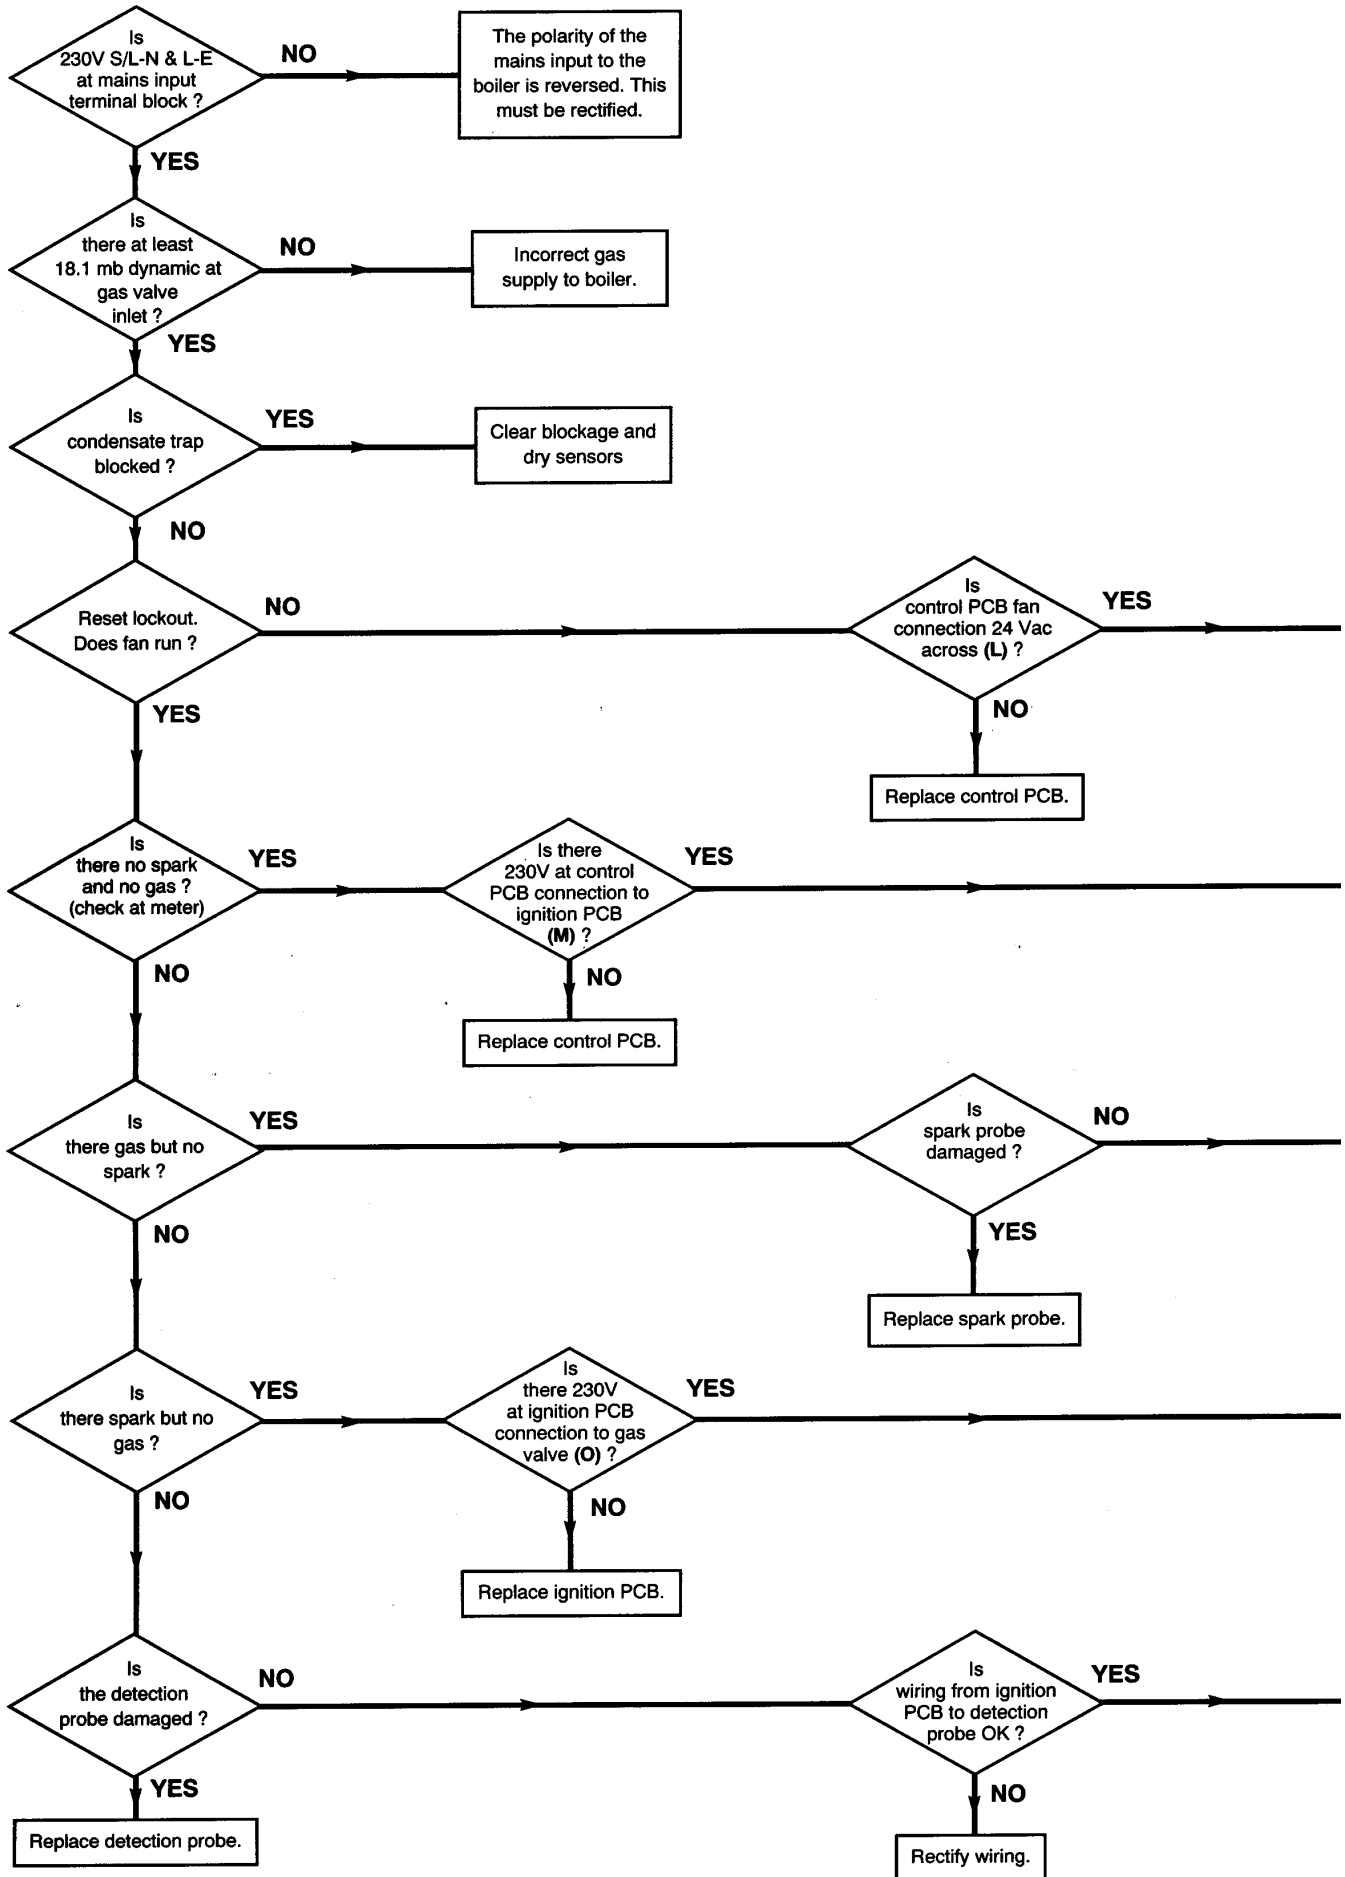 Is
230V S/L-N & L-E
at mains input
terminal block ?
NO
The polarity of the
mains input to the
boiler is reversed. This
must be rectified.
YES
Is
there at least
18.1 mb dynamic at
gas valve
inlet ?
NO
Incorrect gas
supply to boiler.
YES
Is
condensate trap
blocked ?
YES
Clear blockage and
dry sensors
NO
Reset lockout.
Does fan run ?
NO
Is
control PCB fan
connection 24 Vac
across (L) ?
YES
NO
Replace control PCB.
YES
Is
there no spark
and no gas ?
(check at meter)
YES
Is there
230V at control
PCB connection to
ignition PCB
(M) ?
YES
NO
Replace control PCB.
NO
Is
there gas but no
spark ?
YES
Is
spark probe
damaged ?
NO
YES
Replace spark probe.
NO
Is
there spark but no
gas ?
YES
Is
there 230V
at ignition PCB
connection to gas
valve (O) ?
YES
NO
Replace ignition PCB.
NO
Is
the detection
probe damaged ?
NO
Is
wiring from ignition
PCB to detection
probe OK ?
YES
NO
Rectify wiring.
YES
Replace detection probe.